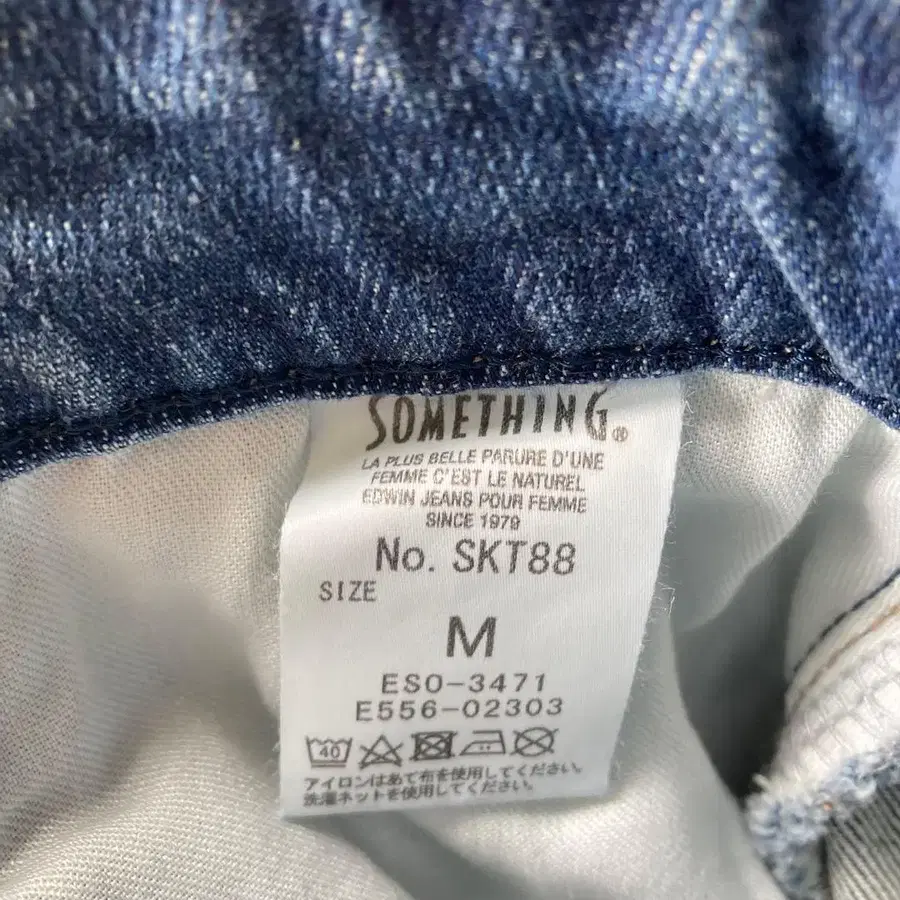 SOMETHING®
LA PLUS BELLE PARURE D'UNE
FEMME C'EST LE NATUREL
EDWIN JEANS POUR FEMME
SINCE 1979
No. SKT88
SIZE
M
ESO-3471
E556-02303
40
アイロンはあて布を使用してください。
洗濯ネットを使用してください。